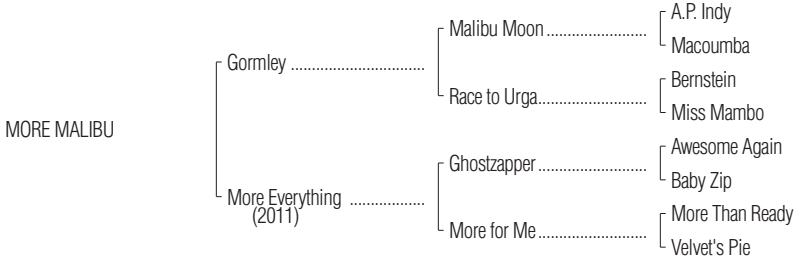 A.P. Indy
Malibu Moon ........................
Macoumba
Gormley ................................
Bernstein
Race to Urga..........................
Miss Mambo
MORE MALIBU
Awesome Again
Ghostzapper ..........................
Baby Zip
More Everything ..................
(2011)
More Than Ready
More for Me..........................
Velvet's Pie